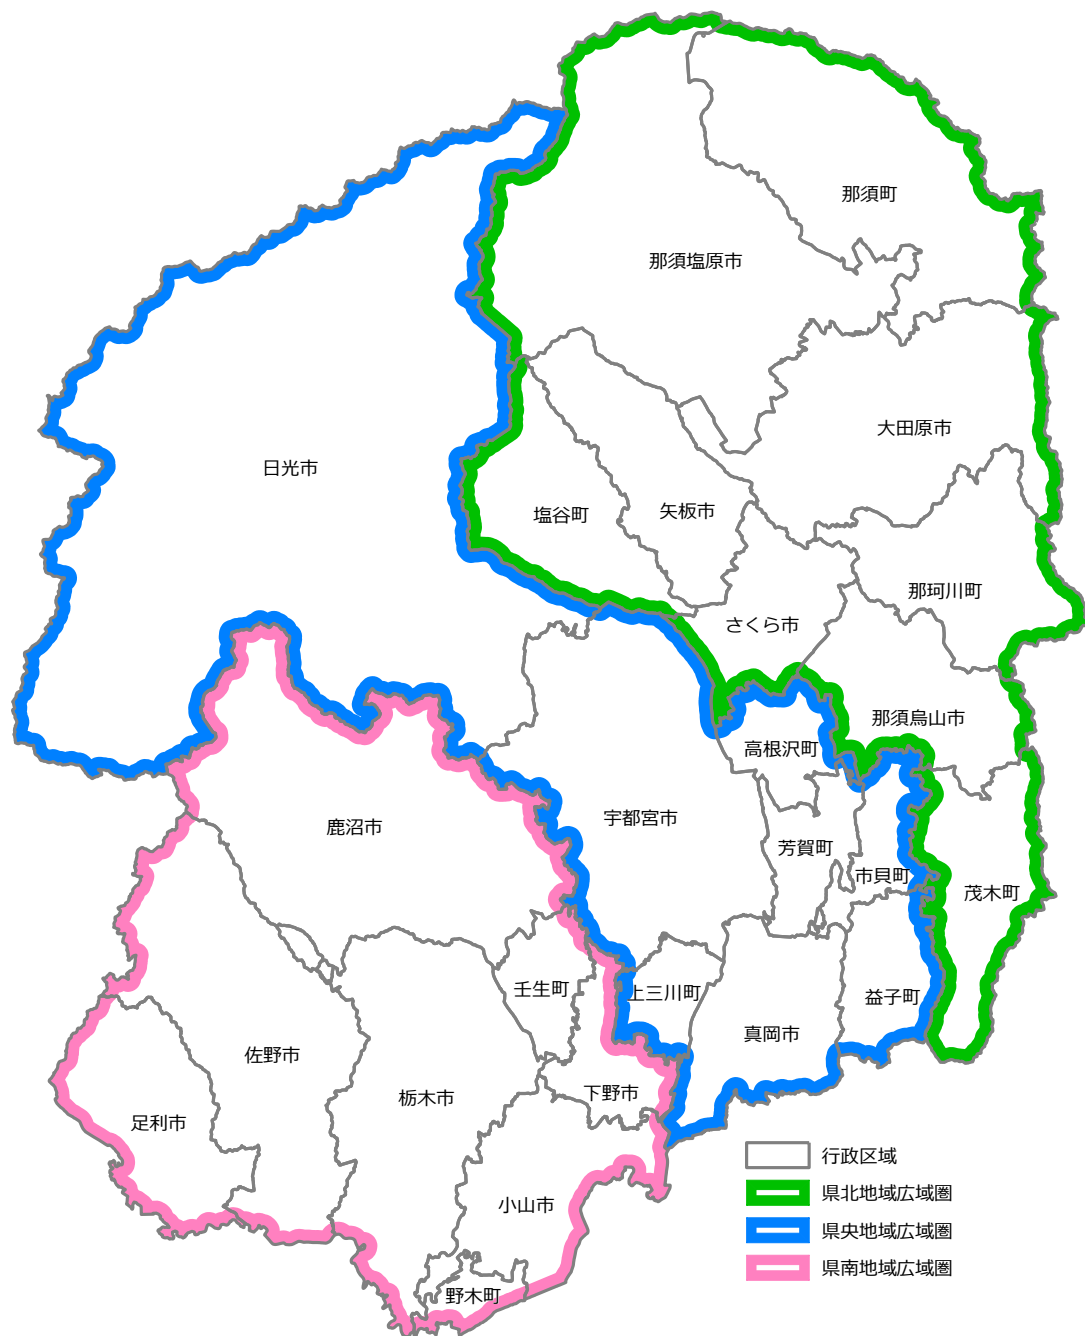 那須町
那須塩原市
大田原市
日光市
矢板市
塩谷町
那珂川町
さくら市
那須烏山市
高根沢町
宇都宮市
鹿沼市
芳賀町
市貝町
茂木町
壬生町
上三川町
益子町
真岡市
佐野市
下野市
栃木市
足利市
小山市
野木町
行政区域
県北地域広域圏
県央地域広域圏
県南地域広域圏